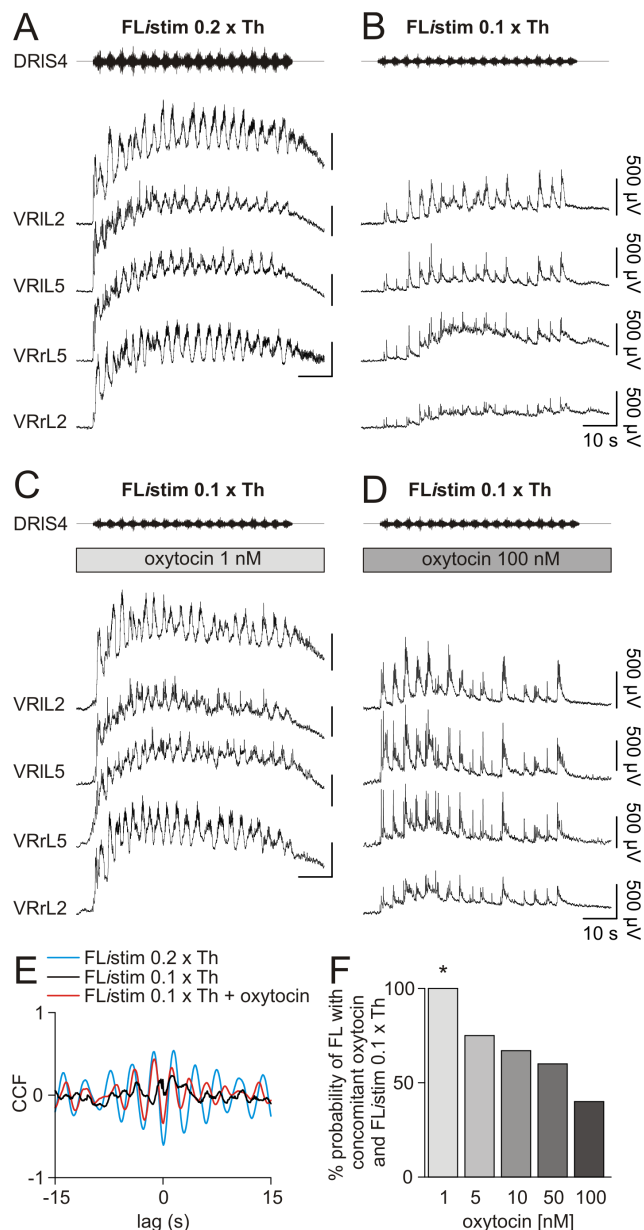 A
FListim 0.2 x Th
DRIS4
VRlL2
VRlL5
VRrL5
VRrL2
B
FListim 0.1 x Th
500 µV
500 µV
500 µV
500 µV
10 s
C
FListim 0.1 x Th
DRIS4
oxytocin 1 nM
VRlL2
VRlL5
VRrL5
VRrL2
D
FListim 0.1 x Th
oxytocin 100 nM
500 µV
500 µV
500 µV
500 µV
10 s
E
FListim 0.2 x Th
FListim 0.1 x Th
FListim 0.1 x Th + oxytocin
CCF
1
0
-1
-15
0
15
lag (s)
F
% probability of FL with
concomitant oxytocin
and FListim 0.1 x Th
100
50
0
*
1
5
10
50
100
oxytocin [nM]